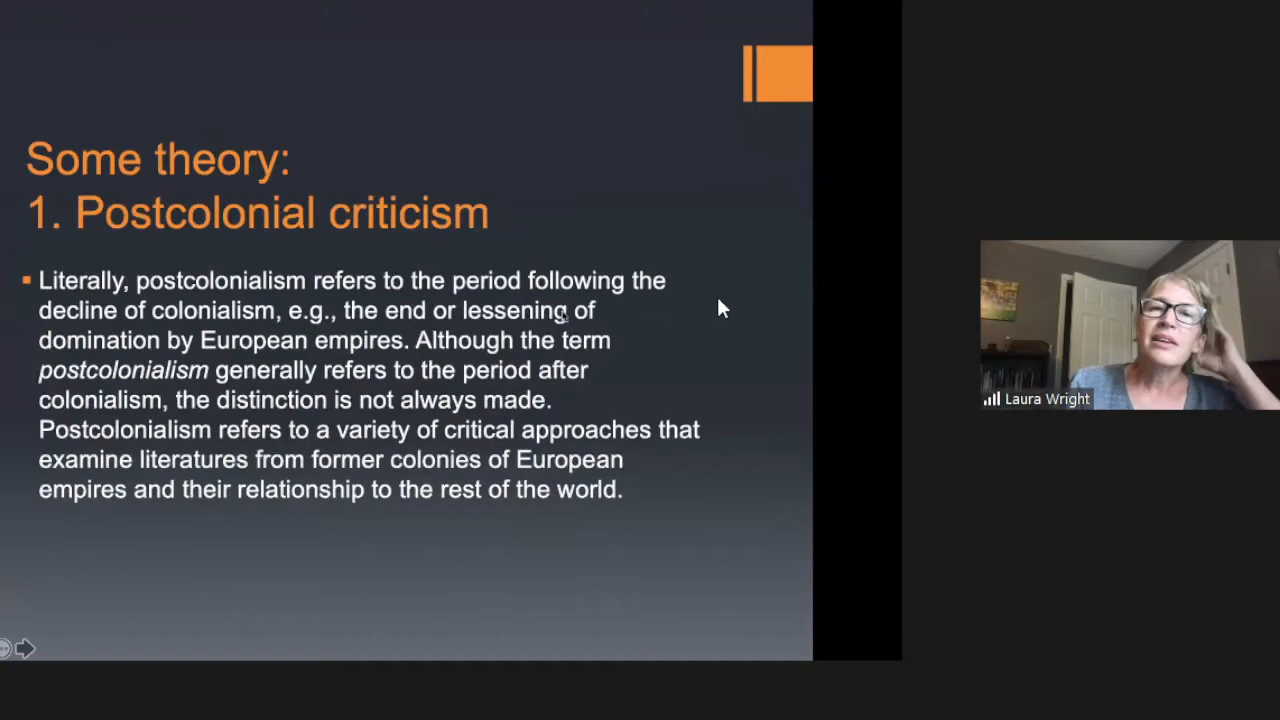 Some theory:
1. Postcolonial criticism
Literally, postcolonialism refers to the period following the
decline of colonialism, e.g., the end or lessening of
domination by European empires. Although the term
postcolonialism generally refers to the period after
colonialism, the distinction is not always made.
Postcolonialism refers to a variety of critical approaches that
examine literatures from former colonies of European
empires and their relationship to the rest of the world.
Laura Wright